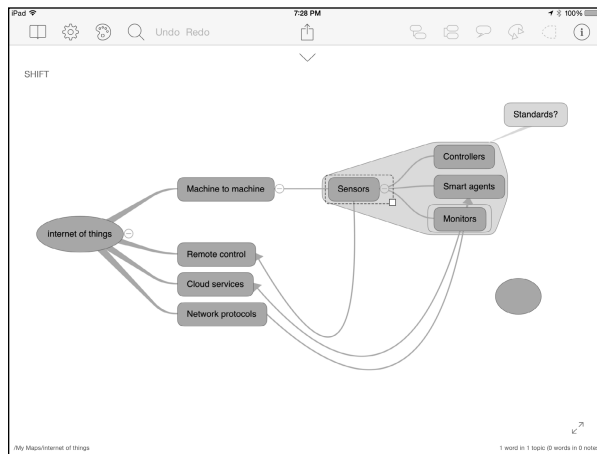 iPad 7:28 PM 100%
Undo Redo
SHIFT
Standards?
Controllers
Machine to machine
Sensors
Smart agents
Monitors
internet of things
Remote control
Cloud services
Network protocols
/My Maps/internet of things
1 word in 1 topic (0 words in 0 notes